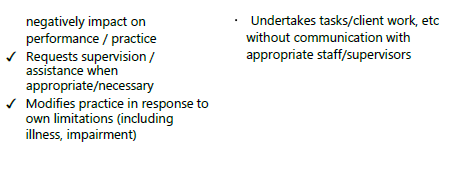 negatively impact on
performance / practice
✓ Requests supervision /
assistance when
appropriate/necessary
✓ Modifies practice in response to
own limitations (including
illness, impairment)
· Undertakes tasks/client work, etc
without communication with
appropriate staff/supervisors